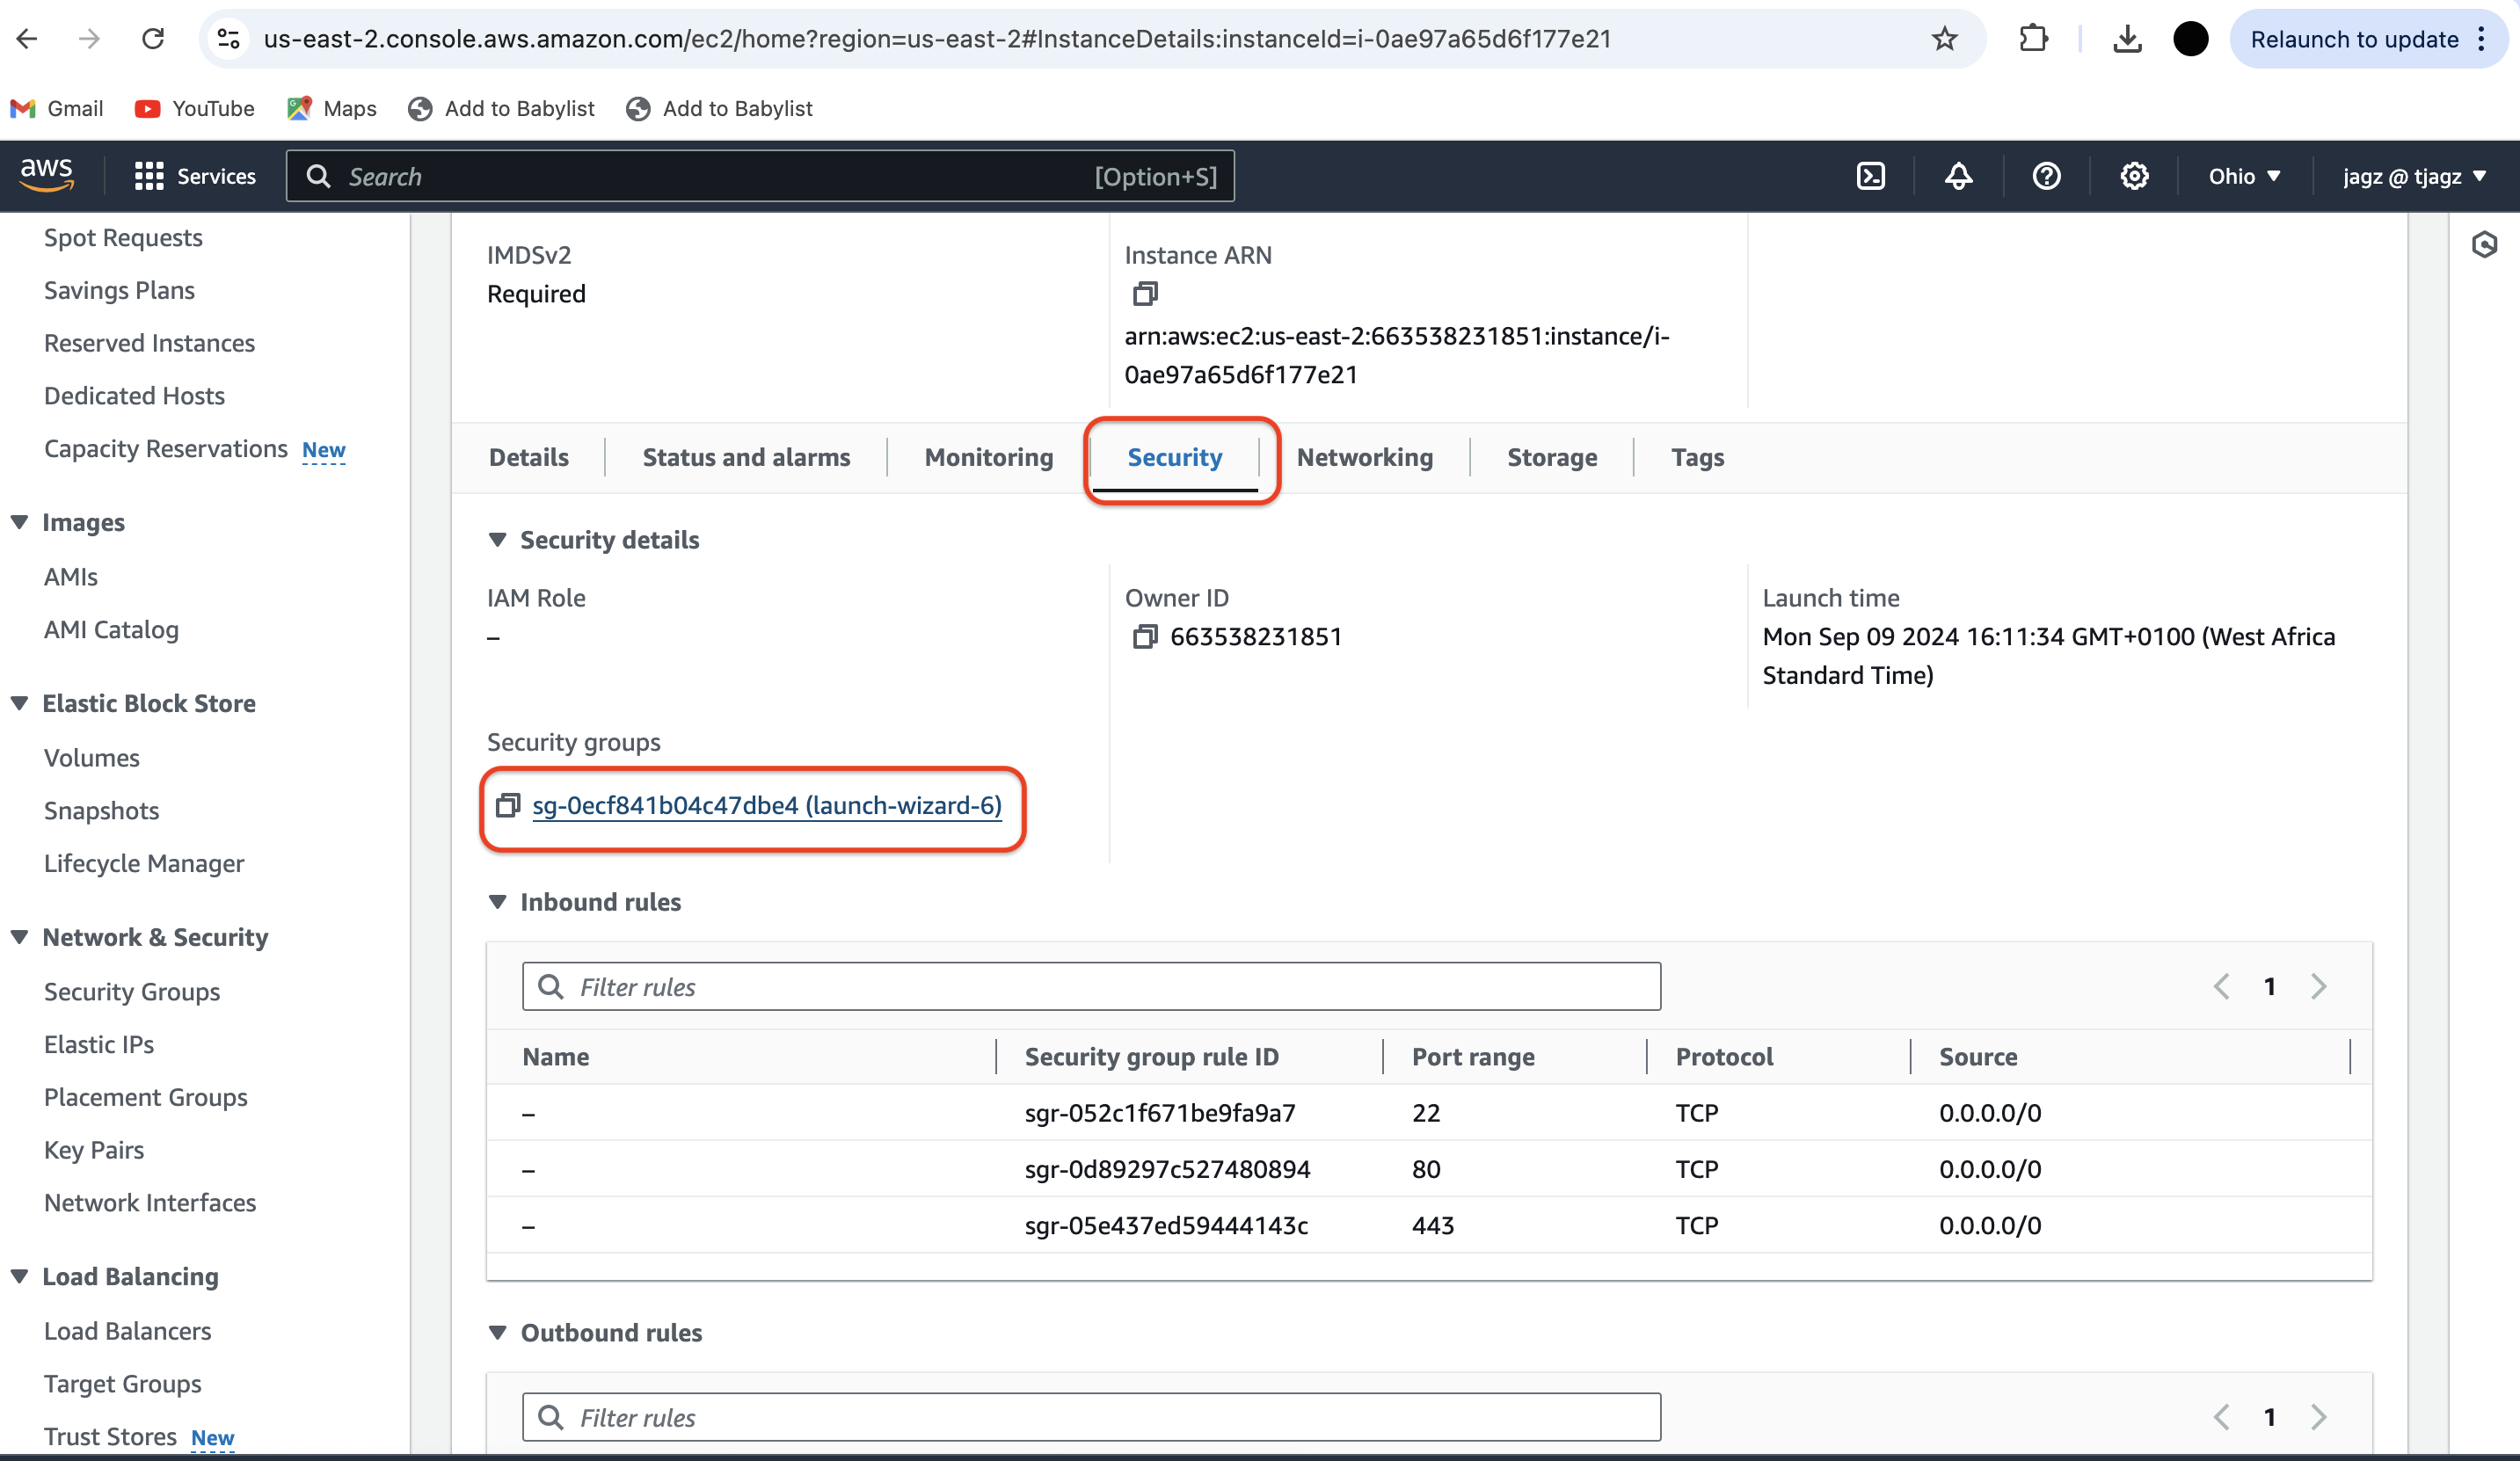 us-east-2.console.aws.amazon.com/ec2/home?region=us-east-2#InstanceDetails:instanceId=i-0ae97a65d6f177e21
Relaunch to update
Gmail
YouTube
Maps
Add to Babylist
Add to Babylist
aws
Services
Search
[Option+S]
Ohio
jagz @ tjagz
Spot Requests
Savings Plans
Reserved Instances
Dedicated Hosts
Capacity Reservations New
Images
AMIs
AMI Catalog
Elastic Block Store
Volumes
Snapshots
Lifecycle Manager
Network & Security
Security Groups
Elastic IPs
Placement Groups
Key Pairs
Network Interfaces
Load Balancing
Load Balancers
Target Groups
Trust Stores New
IMDSv2
Required
Instance ARN
arn:aws:ec2:us-east-2:663538231851:instance/i-
0ae97a65d6f177e21
Details
Status and alarms
Monitoring
Security
Networking
Storage
Tags
Security details
IAM Role
–
Owner ID
663538231851
Launch time
Mon Sep 09 2024 16:11:34 GMT+0100 (West Africa
Standard Time)
Security groups
sg-0ecf841b04c47dbe4 (launch-wizard-6)
Inbound rules
Filter rules
1
Name Security group rule ID Port range Protocol Source
– sgr-052c1f671be9fa9a7 22 TCP 0.0.0.0/0
– sgr-0d89297c527480894 80 TCP 0.0.0.0/0
– sgr-05e437ed59444143c 443 TCP 0.0.0.0/0
Outbound rules
Filter rules
1